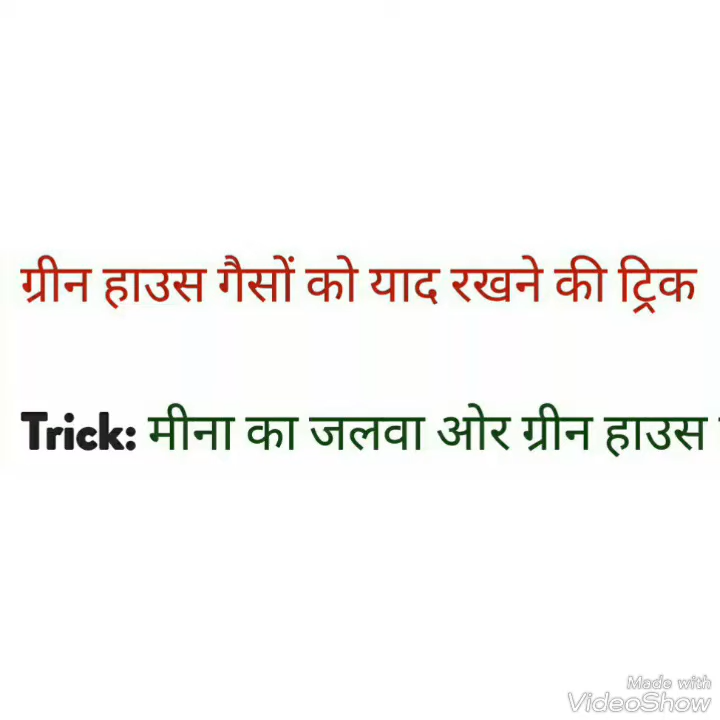 ग्रीन हाउस गैसों को याद रखने की ट्रिक
Trick: मीना का जलवा ओर ग्रीन हाउस
Made with
VideoShow